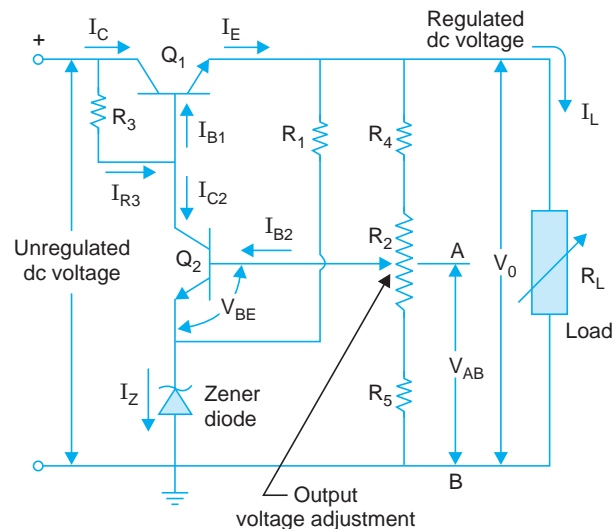 Regulated
dc voltage
+
I_C
Q_1
I_E
I_L
R_3
I_B1
R_1
R_4
I_R3
I_C2
Unregulated
dc voltage
I_B2
R_2
A
V_0
R_L
Q_2
V_BE
Load
I_Z
Zener
diode
V_AB
R_5
B
Output
voltage adjustment